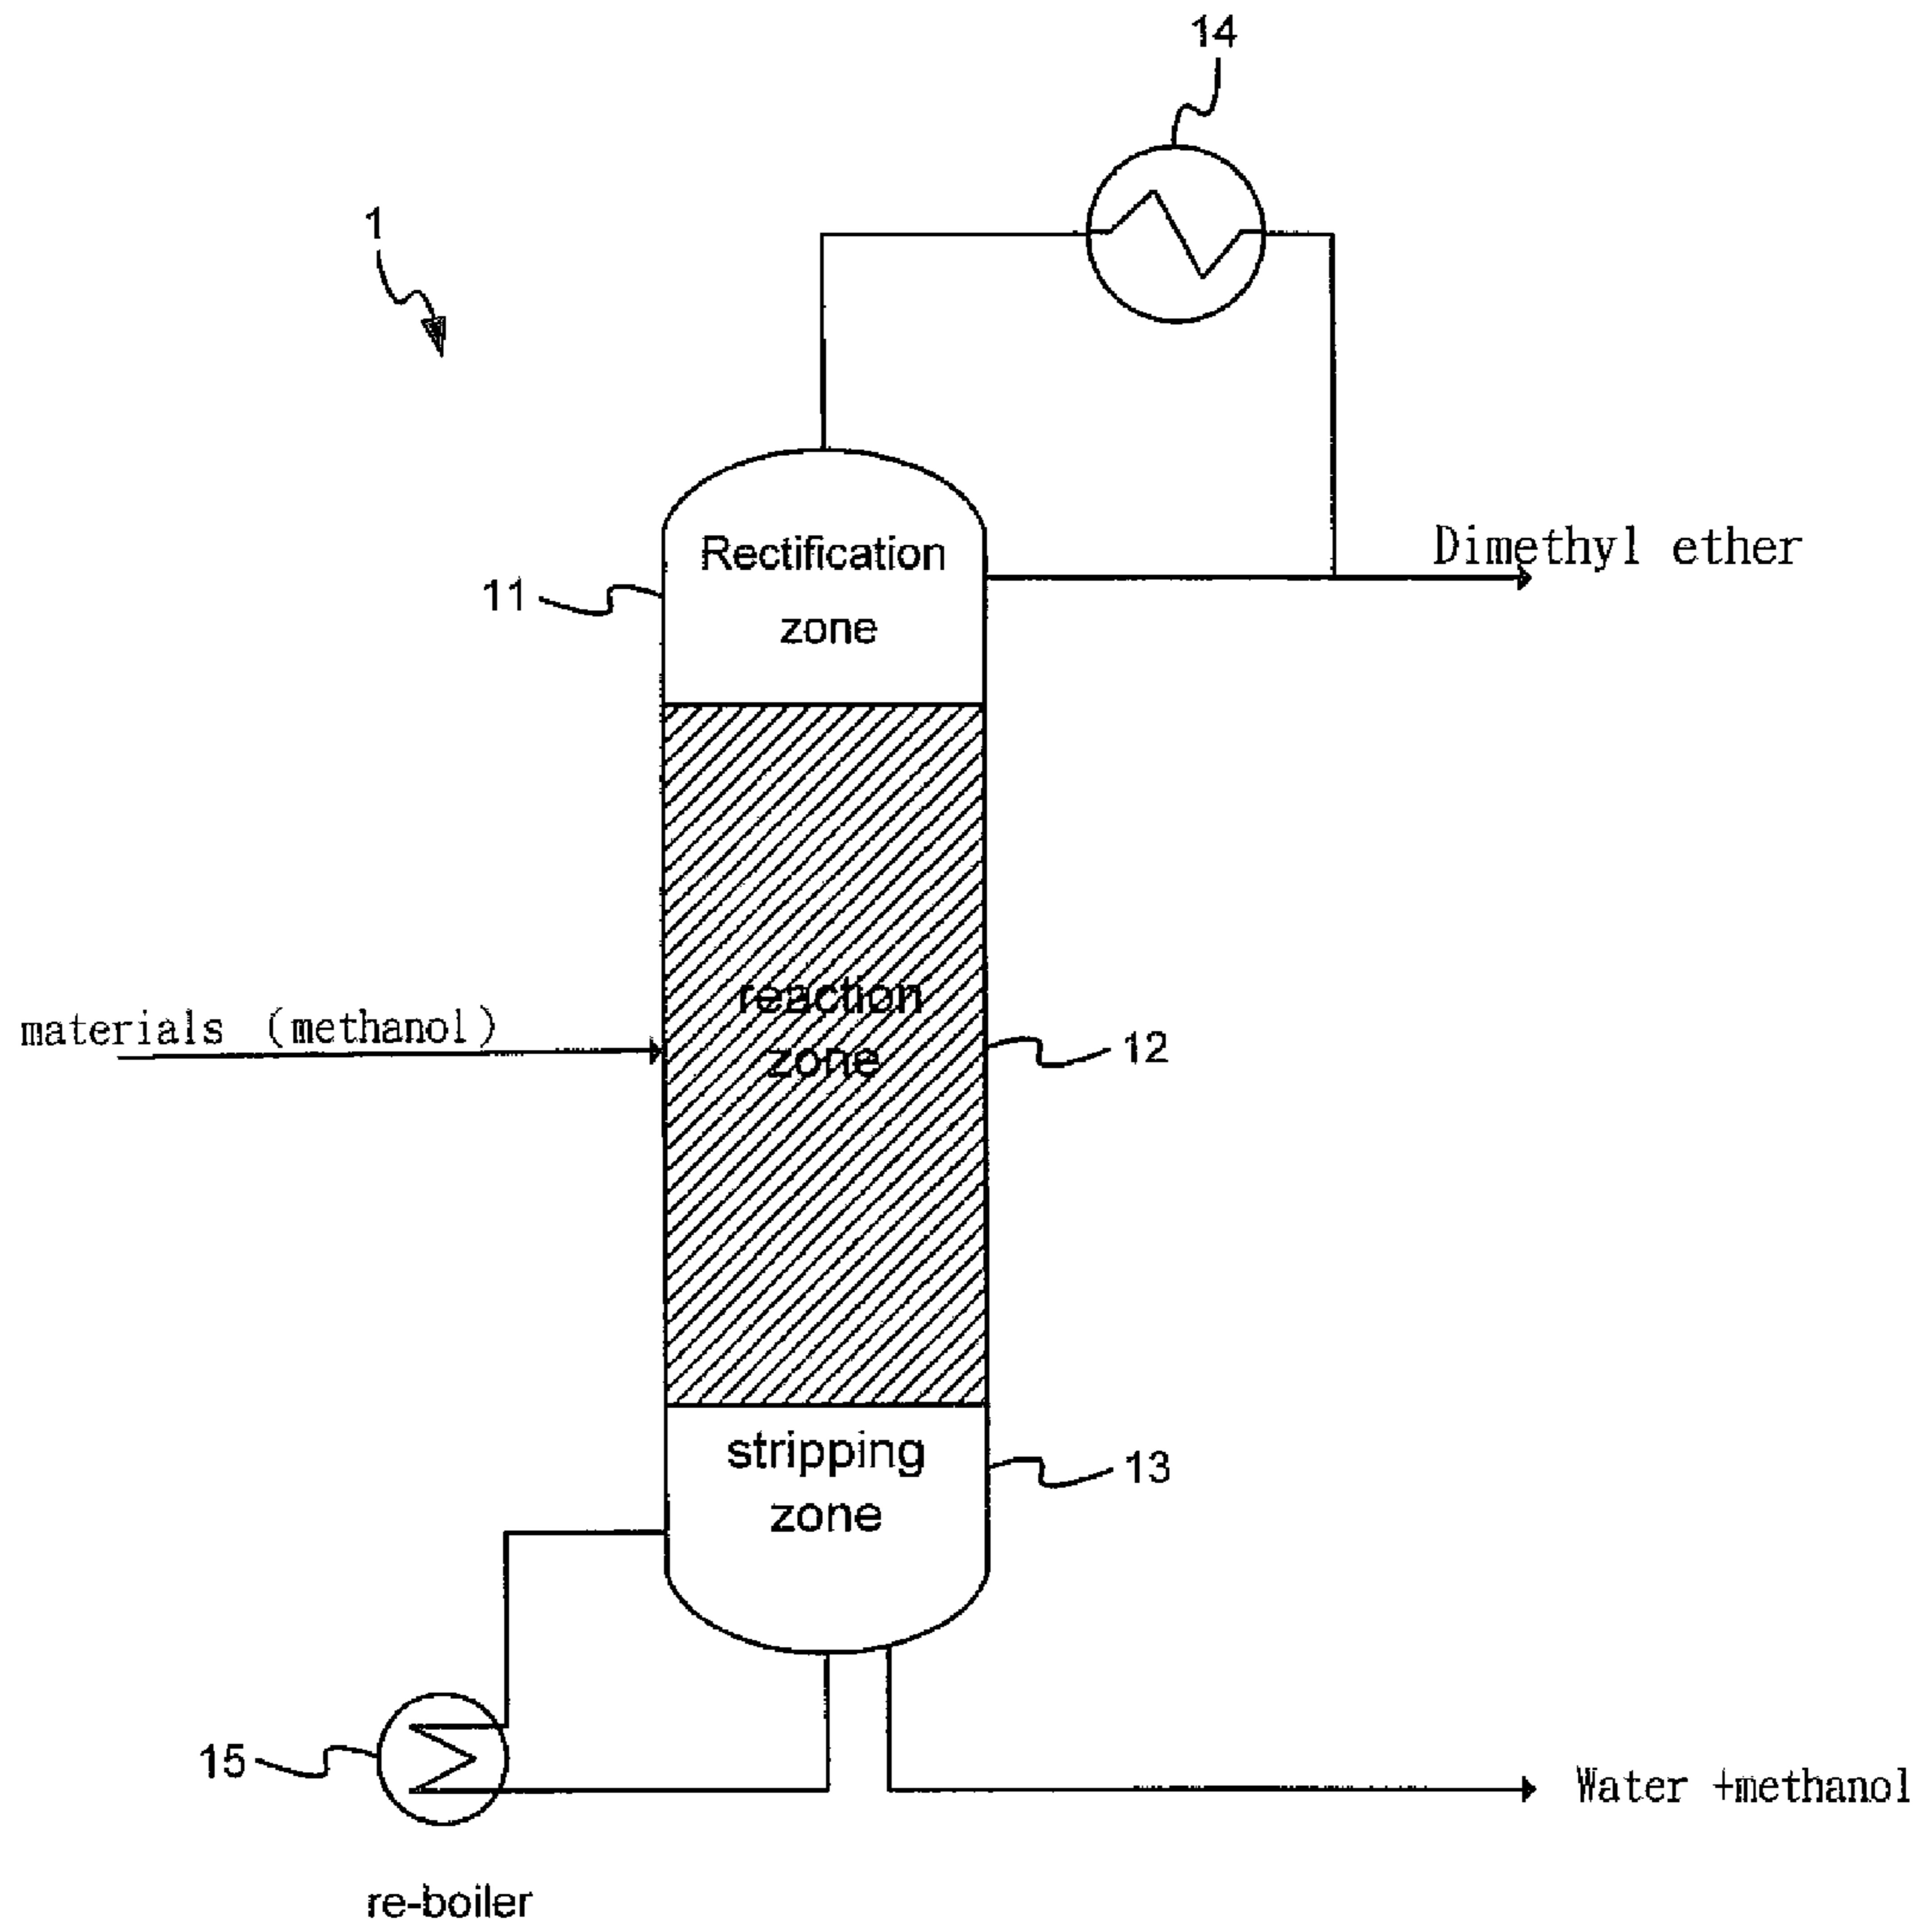 14
1
Rectification
zone
11
Dimethyl ether
reaction
zone
materials (methanol)
12
stripping
zone
13
15
Water +methanol
re-boiler